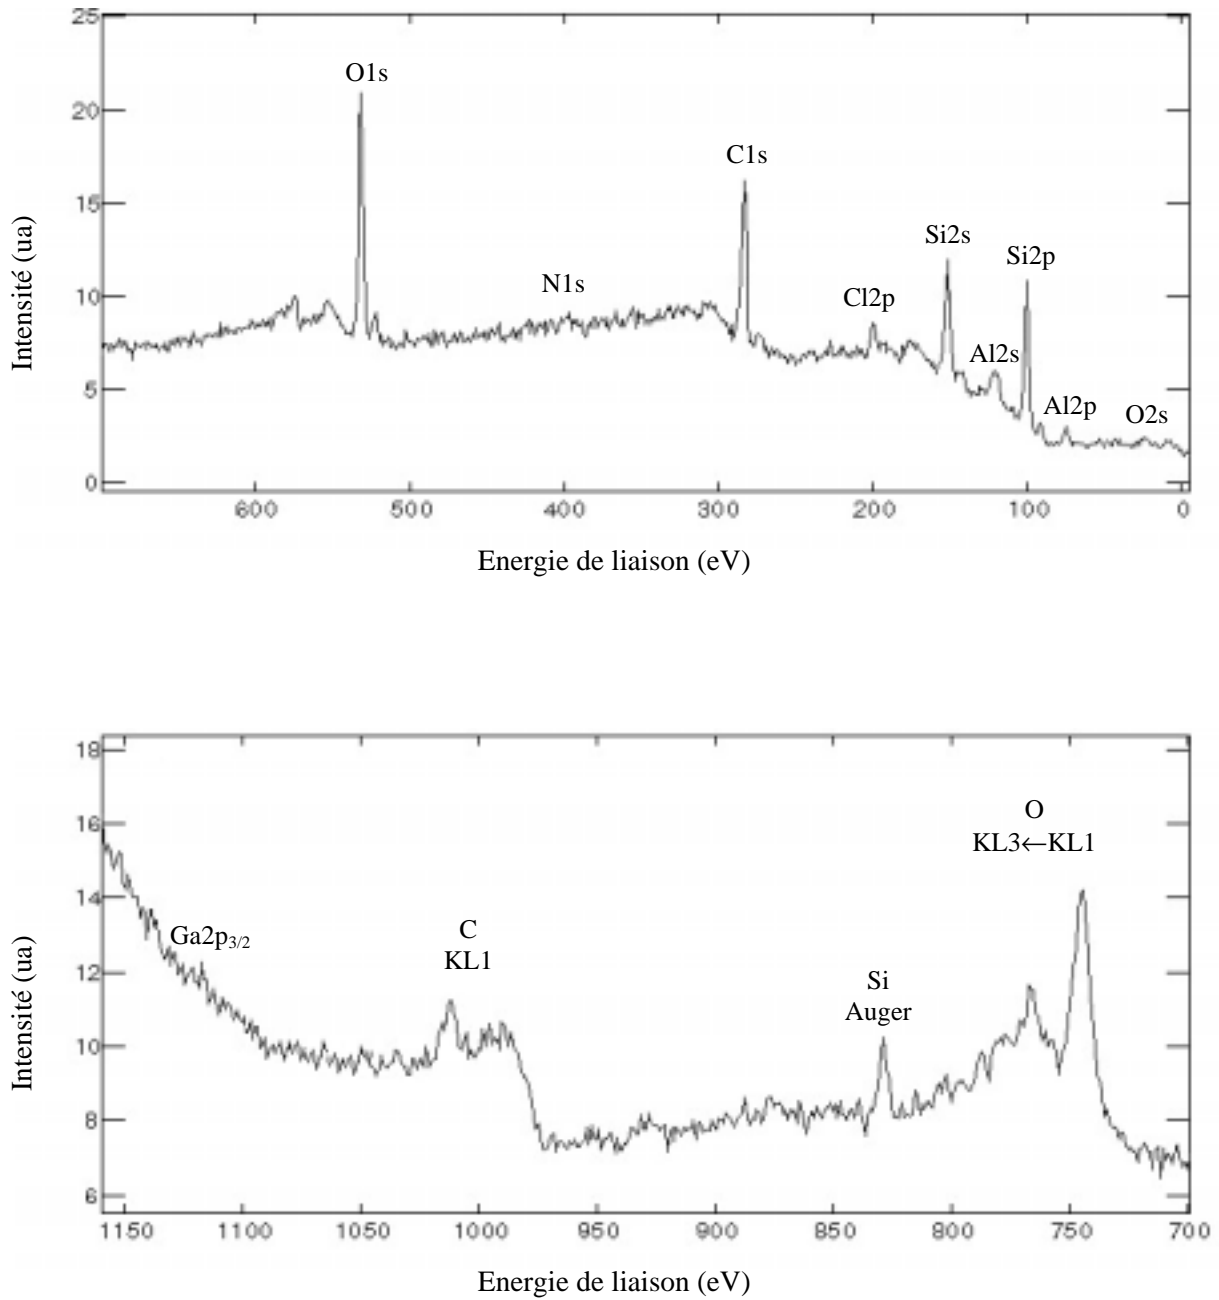 25
20
15
10
5
0
Intensité (ua)
O1s
C1s
N1s
Cl2p
Si2s
Si2p
Al2s
Al2p
O2s
600 500 400 300 200 100 0
Energie de liaison (eV)
18
16
14
12
10
8
6
Intensité (ua)
Ga2p3/2
C
KL1
Si
Auger
O
KL3←KL1
1150 1100 1050 1000 950 900 850 800 750 700
Energie de liaison (eV)